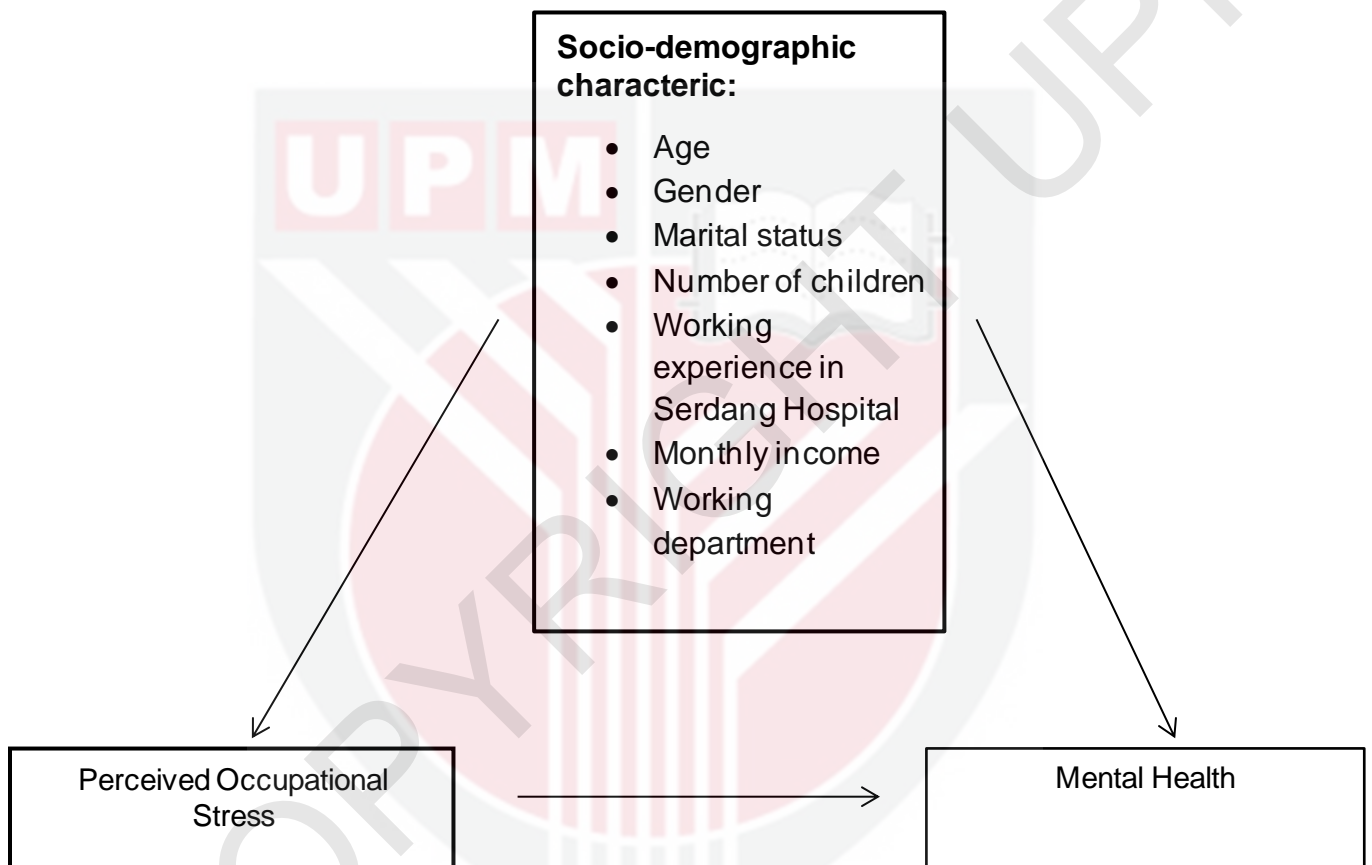 Socio-demographic
characteric:
• Age
• Gender
• Marital status
• Number of children
• Working
experience in
Serdang Hospital
• Monthly income
• Working
department
Perceived Occupational
Stress
Mental Health
UPM
COPYRIGHT UPM